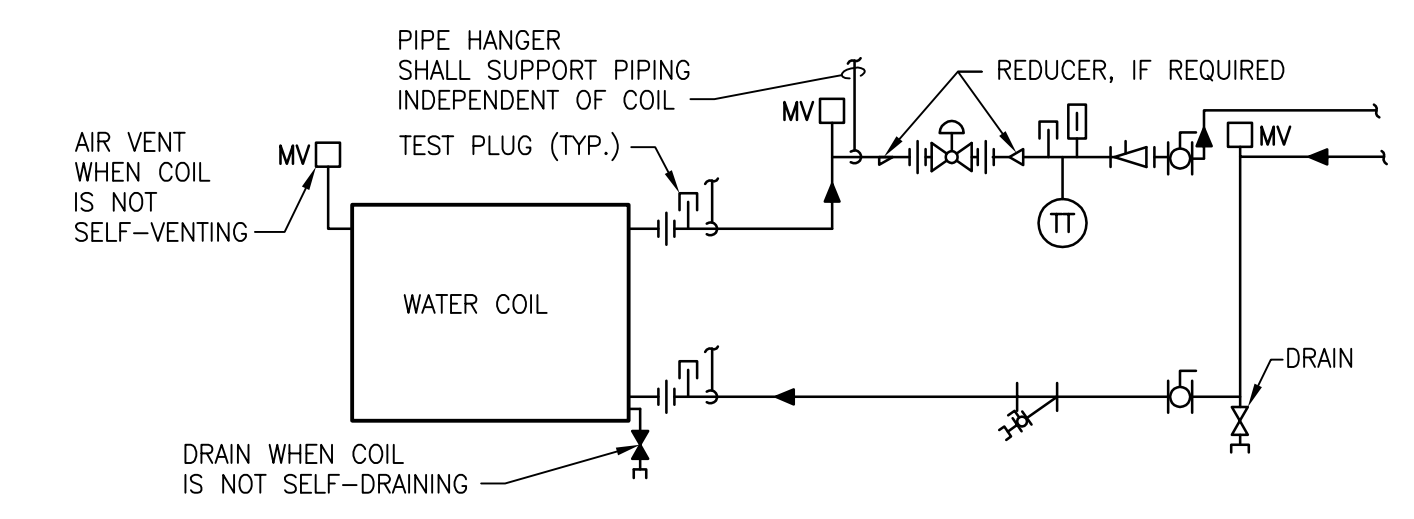 PIPE HANGER
SHALL SUPPORT PIPING
INDEPENDENT OF COIL
REDUCER, IF REQUIRED
MV
MV
AIR VENT
WHEN COIL
IS NOT
SELF-VENTING
MV
TEST PLUG (TYP.)
TT
WATER COIL
DRAIN
DRAIN WHEN COIL
IS NOT SELF-DRAINING